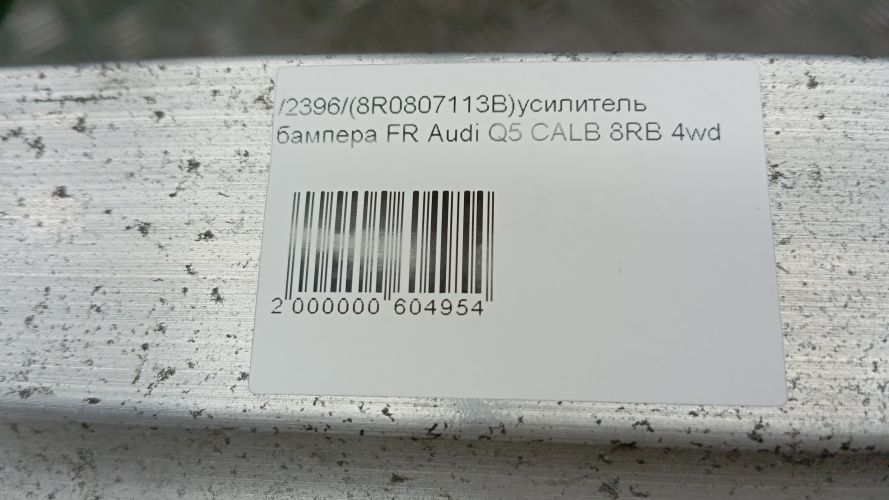 /2396/(8R0807113B)усилитель
бампера FR Audi Q5 CALB 8RB 4wd
2 000000 604954